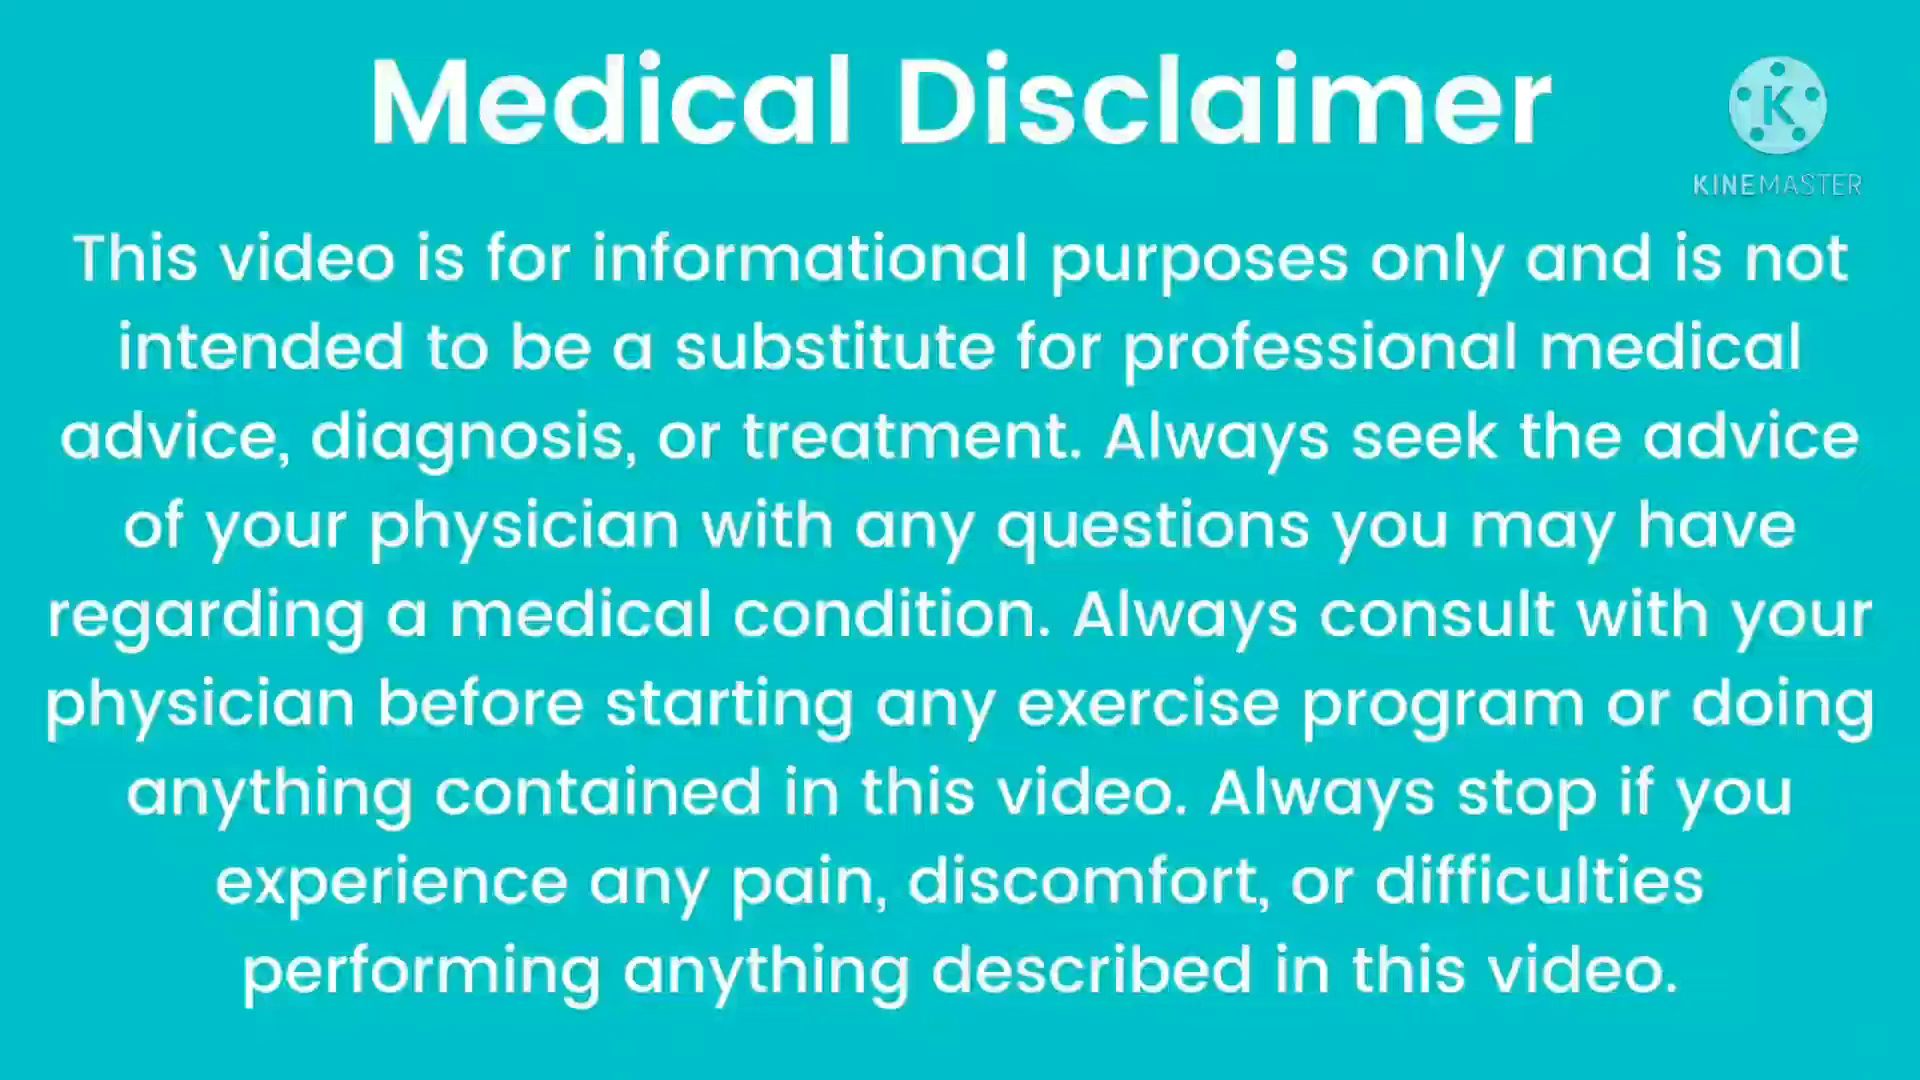 Medical Disclaimer
K
KINEMASTER
This video is for informational purposes only and is not
intended to be a substitute for professional medical
advice, diagnosis, or treatment. Always seek the advice
of your physician with any questions you may have
regarding a medical condition. Always consult with your
physician before starting any exercise program or doing
anything contained in this video. Always stop if you
experience any pain, discomfort, or difficulties
performing anything described in this video.